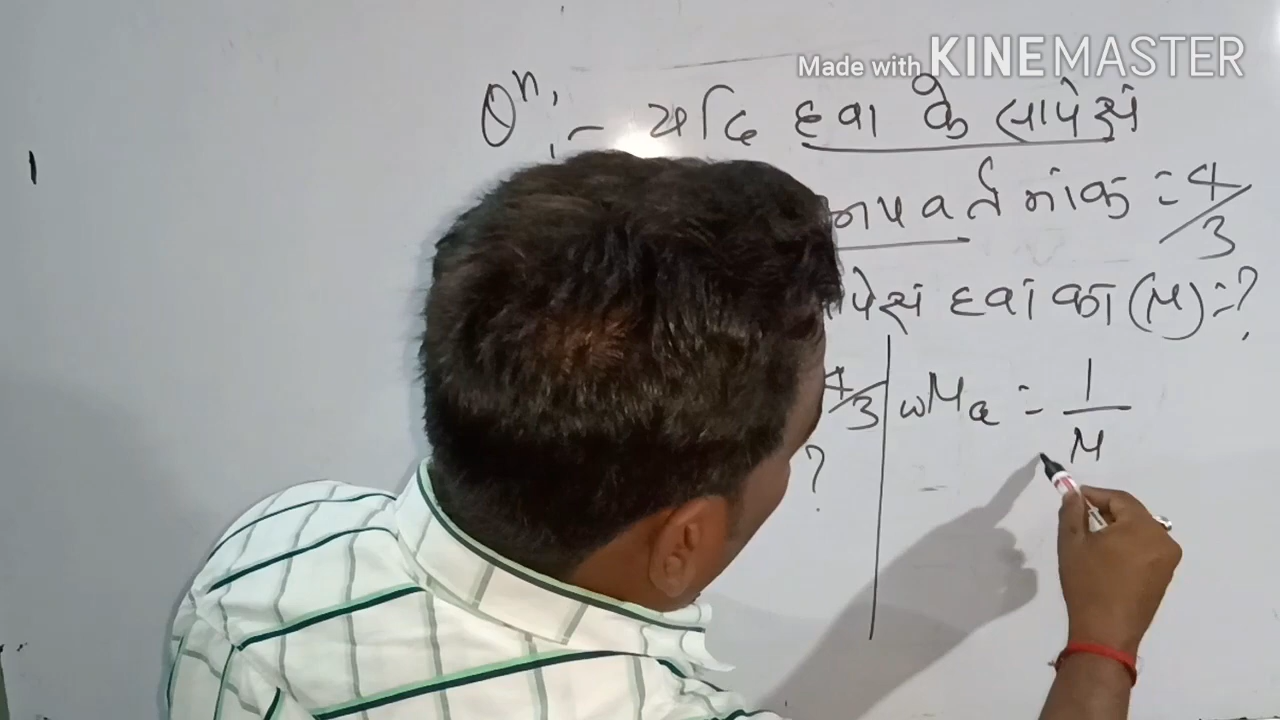 Made with KINEMASTER
Qn. :- यदि हवा के सापेक्ष
अपवर्तनांक = 4/3
सापेक्ष हवा का (μ) = ?
4/3 | wμa = 1/μ
?